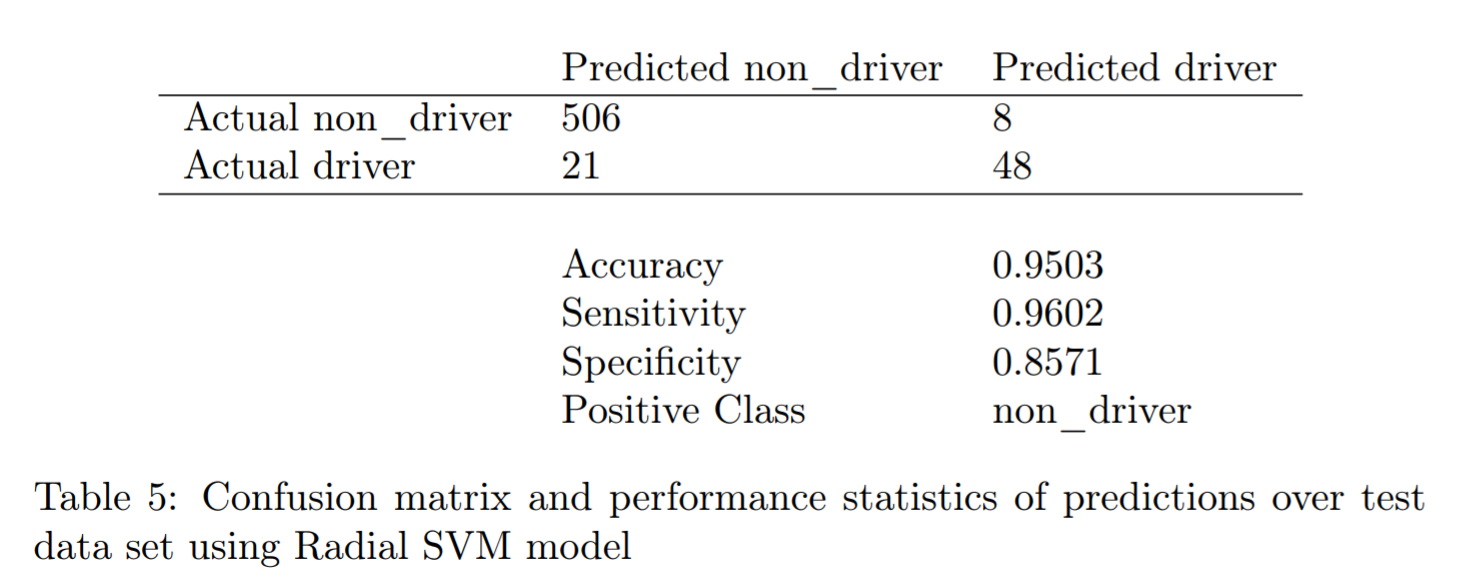 Predicted non_driver Predicted driver
Actual non_driver 506 8
Actual driver 21 48
Accuracy 0.9503
Sensitivity 0.9602
Specificity 0.8571
Positive Class non_driver
Table 5: Confusion matrix and performance statistics of predictions over test
data set using Radial SVM model